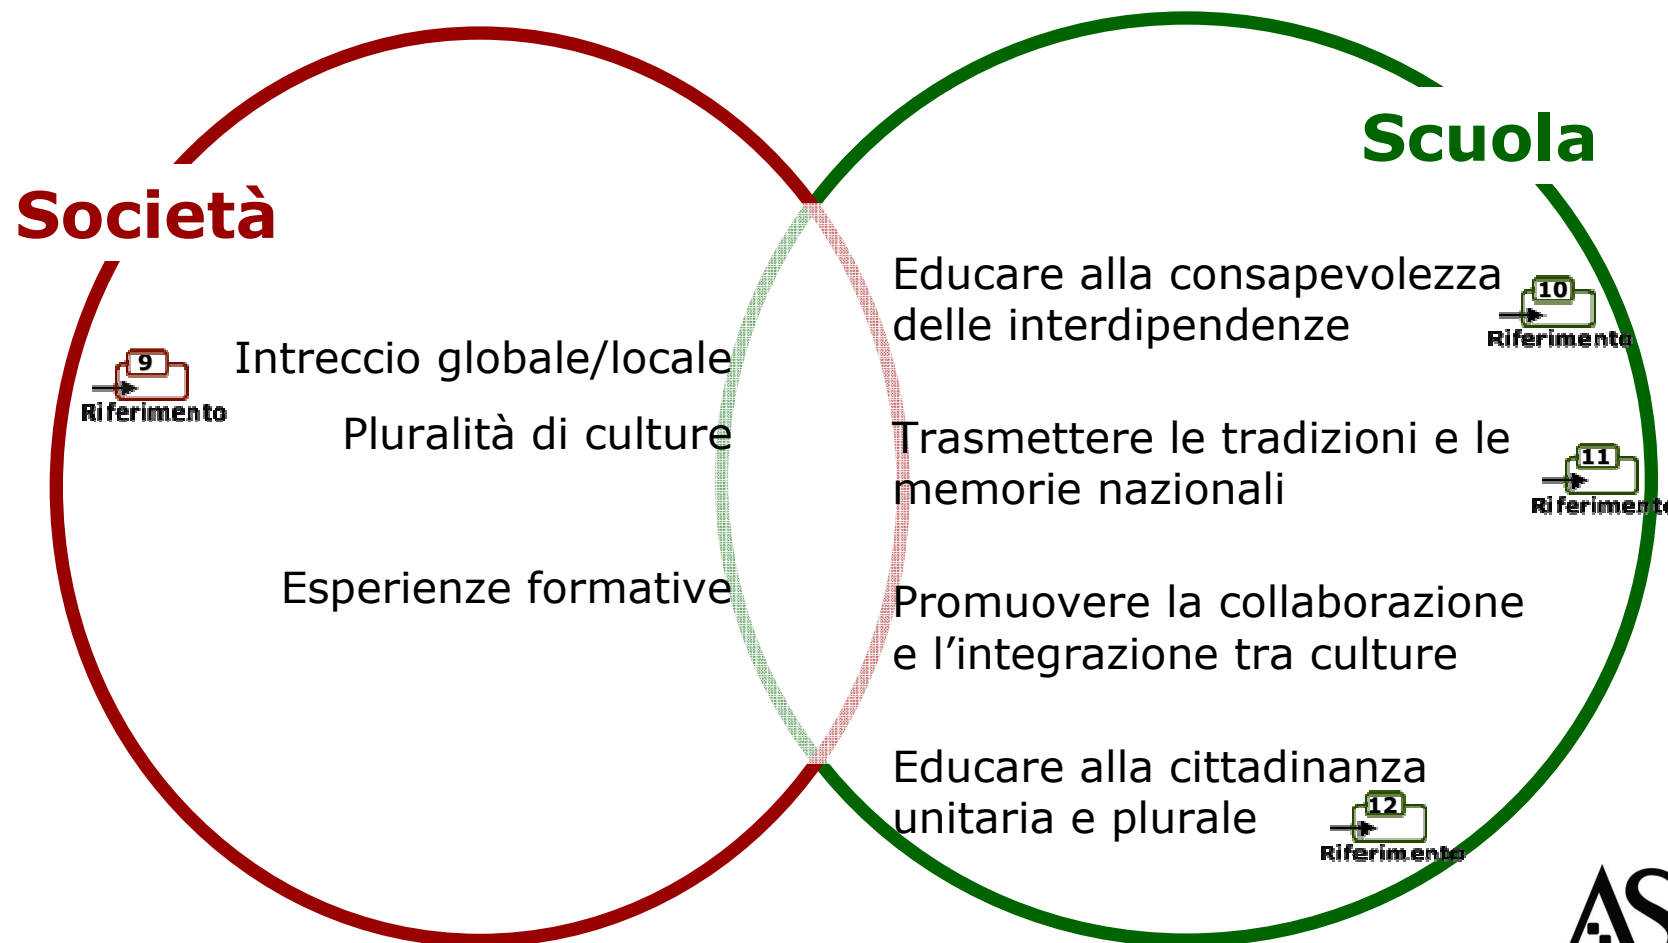 Scuola
Società
Educare alla consapevolezza
delle interdipendenze
10
Riferimento
9
Riferimento
Intreccio globale/locale
Pluralità di culture
Trasmettere le tradizioni e le
memorie nazionali
11
Riferimento
Esperienze formative
Promuovere la collaborazione
e l’integrazione tra culture
Educare alla cittadinanza
unitaria e plurale
12
Riferimento
AS